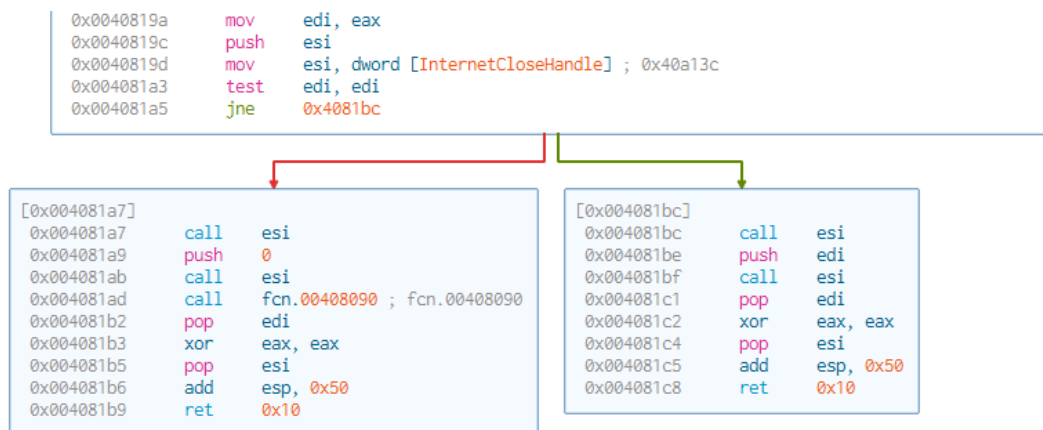 0x0040819a mov edi, eax
0x0040819c push esi
0x0040819d mov esi, dword [InternetCloseHandle] ; 0x40a13c
0x004081a3 test edi, edi
0x004081a5 jne 0x4081bc
[0x004081a7]
0x004081a7 call esi
0x004081a9 push 0
0x004081ab call esi
0x004081ad call fcn.00408090 ; fcn.00408090
0x004081b2 pop edi
0x004081b3 xor eax, eax
0x004081b5 pop esi
0x004081b6 add esp, 0x50
0x004081b9 ret 0x10
[0x004081bc]
0x004081bc call esi
0x004081be push edi
0x004081bf call esi
0x004081c1 pop edi
0x004081c2 xor eax, eax
0x004081c4 pop esi
0x004081c5 add esp, 0x50
0x004081c8 ret 0x10